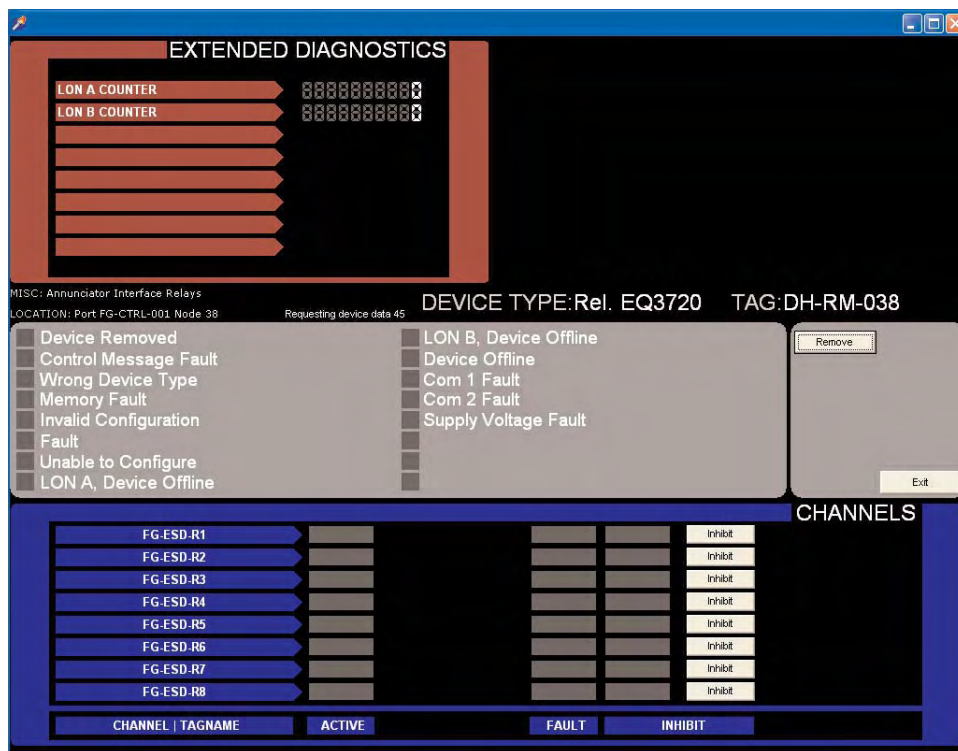 EXTENDED DIAGNOSTICS
LON A COUNTER
LON B COUNTER
MISC: Annunciator Interface Relays
LOCATION: Port FG-CTRL-001 Node 38
Requesting device data 45
DEVICE TYPE:Rel. EQ3720
TAG:DH-RM-038
Device Removed
Control Message Fault
Wrong Device Type
Memory Fault
Invalid Configuration
Fault
Unable to Configure
LON A, Device Offline
LON B, Device Offline
Device Offline
Com 1 Fault
Com 2 Fault
Supply Voltage Fault
Remove
Exit
CHANNELS
FG-ESD-R1 Inhibit
FG-ESD-R2 Inhibit
FG-ESD-R3 Inhibit
FG-ESD-R4 Inhibit
FG-ESD-R5 Inhibit
FG-ESD-R6 Inhibit
FG-ESD-R7 Inhibit
FG-ESD-R8 Inhibit
CHANNEL | TAGNAME ACTIVE FAULT INHIBIT